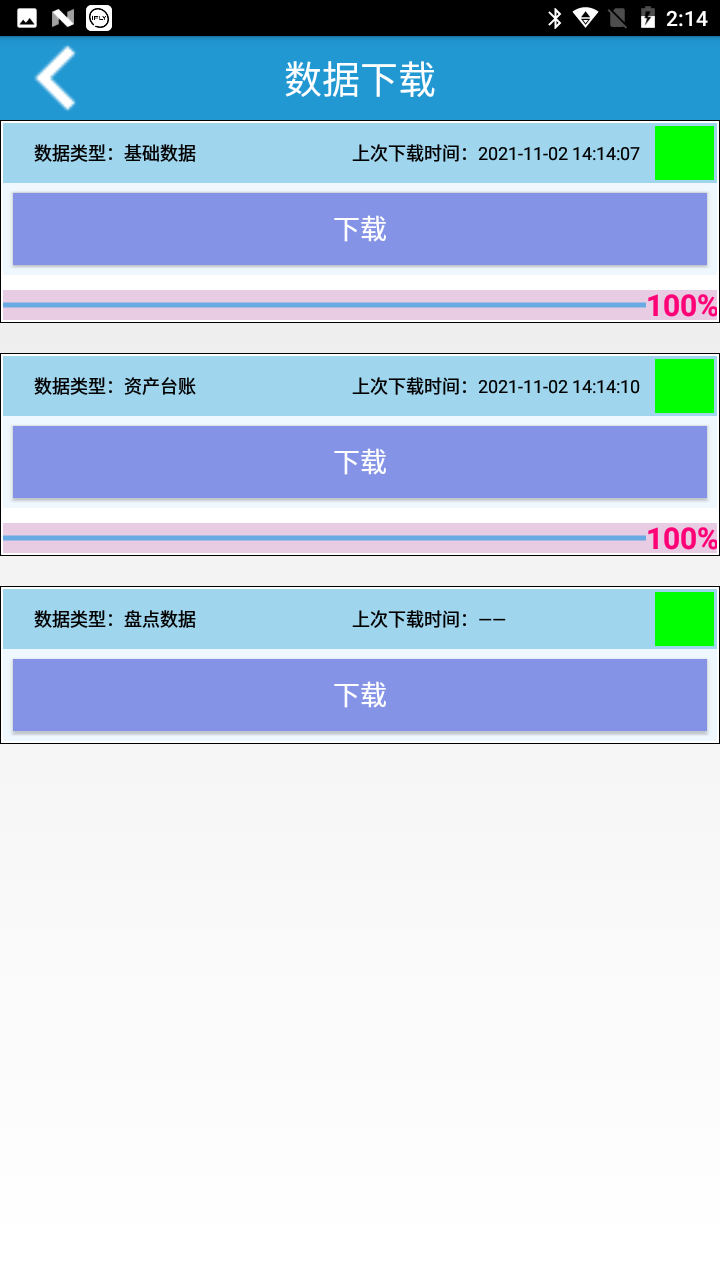 IFLY
2:14
数据下载
数据类型：基础数据 上次下载时间：2021-11-02 14:14:07
下载
100%
数据类型：资产台账 上次下载时间：2021-11-02 14:14:10
下载
100%
数据类型：盘点数据 上次下载时间：——
下载